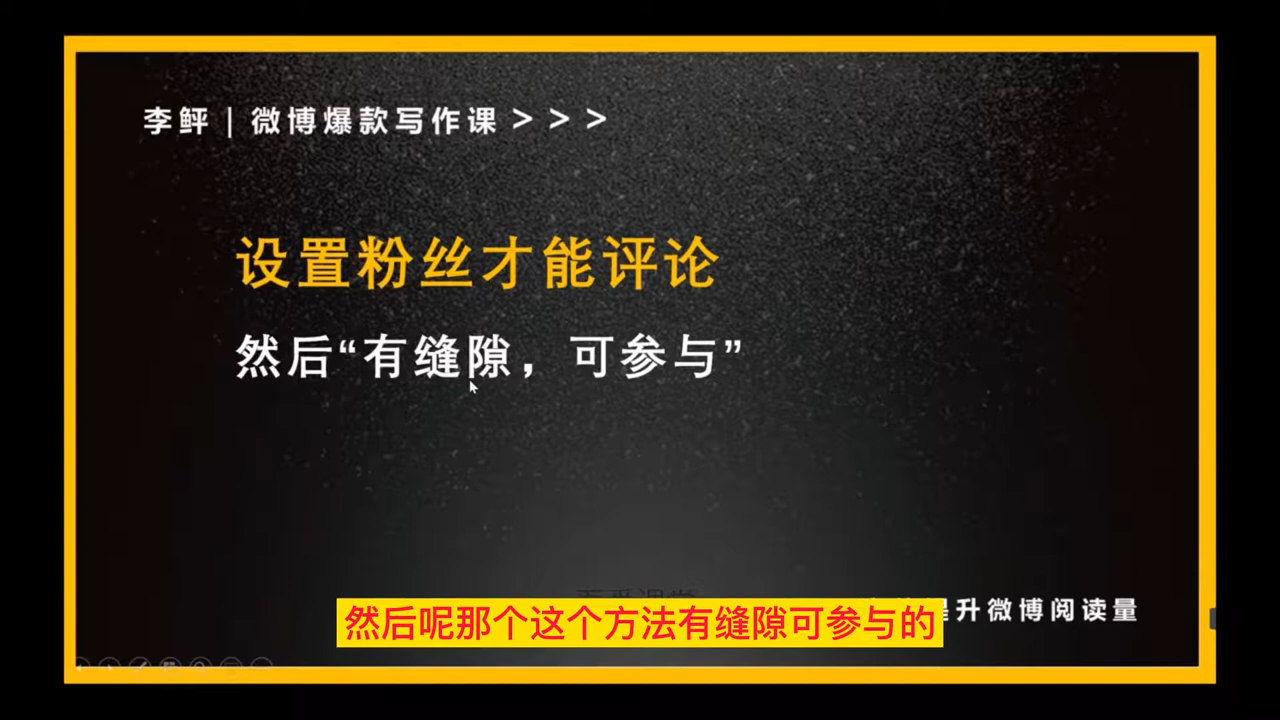 李鲆 | 微博爆款写作课 > > >
设置粉丝才能评论
然后“有缝隙，可参与”
提升微博阅读量
然后呢那个这个方法有缝隙可参与的